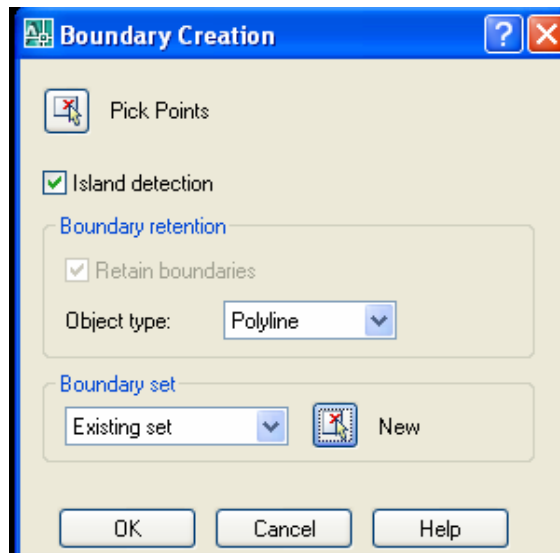 Boundary Creation
Pick Points
Island detection
Boundary retention
Retain boundaries
Object type: Polyline
Boundary set
Existing set New
OK Cancel Help